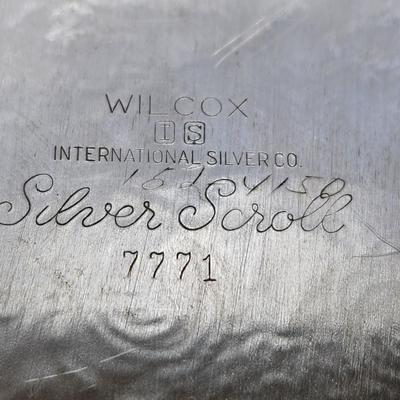 WILCOX
IS
INTERNATIONAL SILVER CO.
Silver Scroll
7771